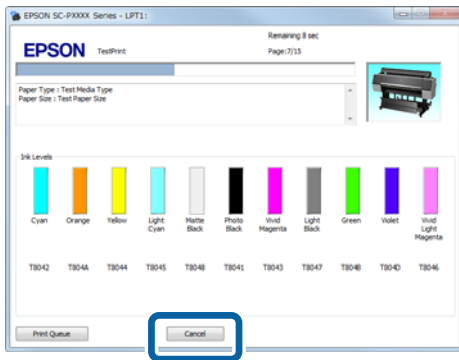 EPSON SC-PXXXX Series - LPT1:
Remaining 8 sec
EPSON TestPrint Page:7/15
Paper Type : Test Media Type
Paper Size : Test Paper Size
Ink Levels
Cyan Orange Yellow Light Cyan Matte Black Photo Black Vivid Magenta Light Black Green Violet Vivid Light Magenta
T8042 T804A T8044 T8045 T8048 T8041 T8043 T8047 T804B T804D T8046
Print Queue Cancel